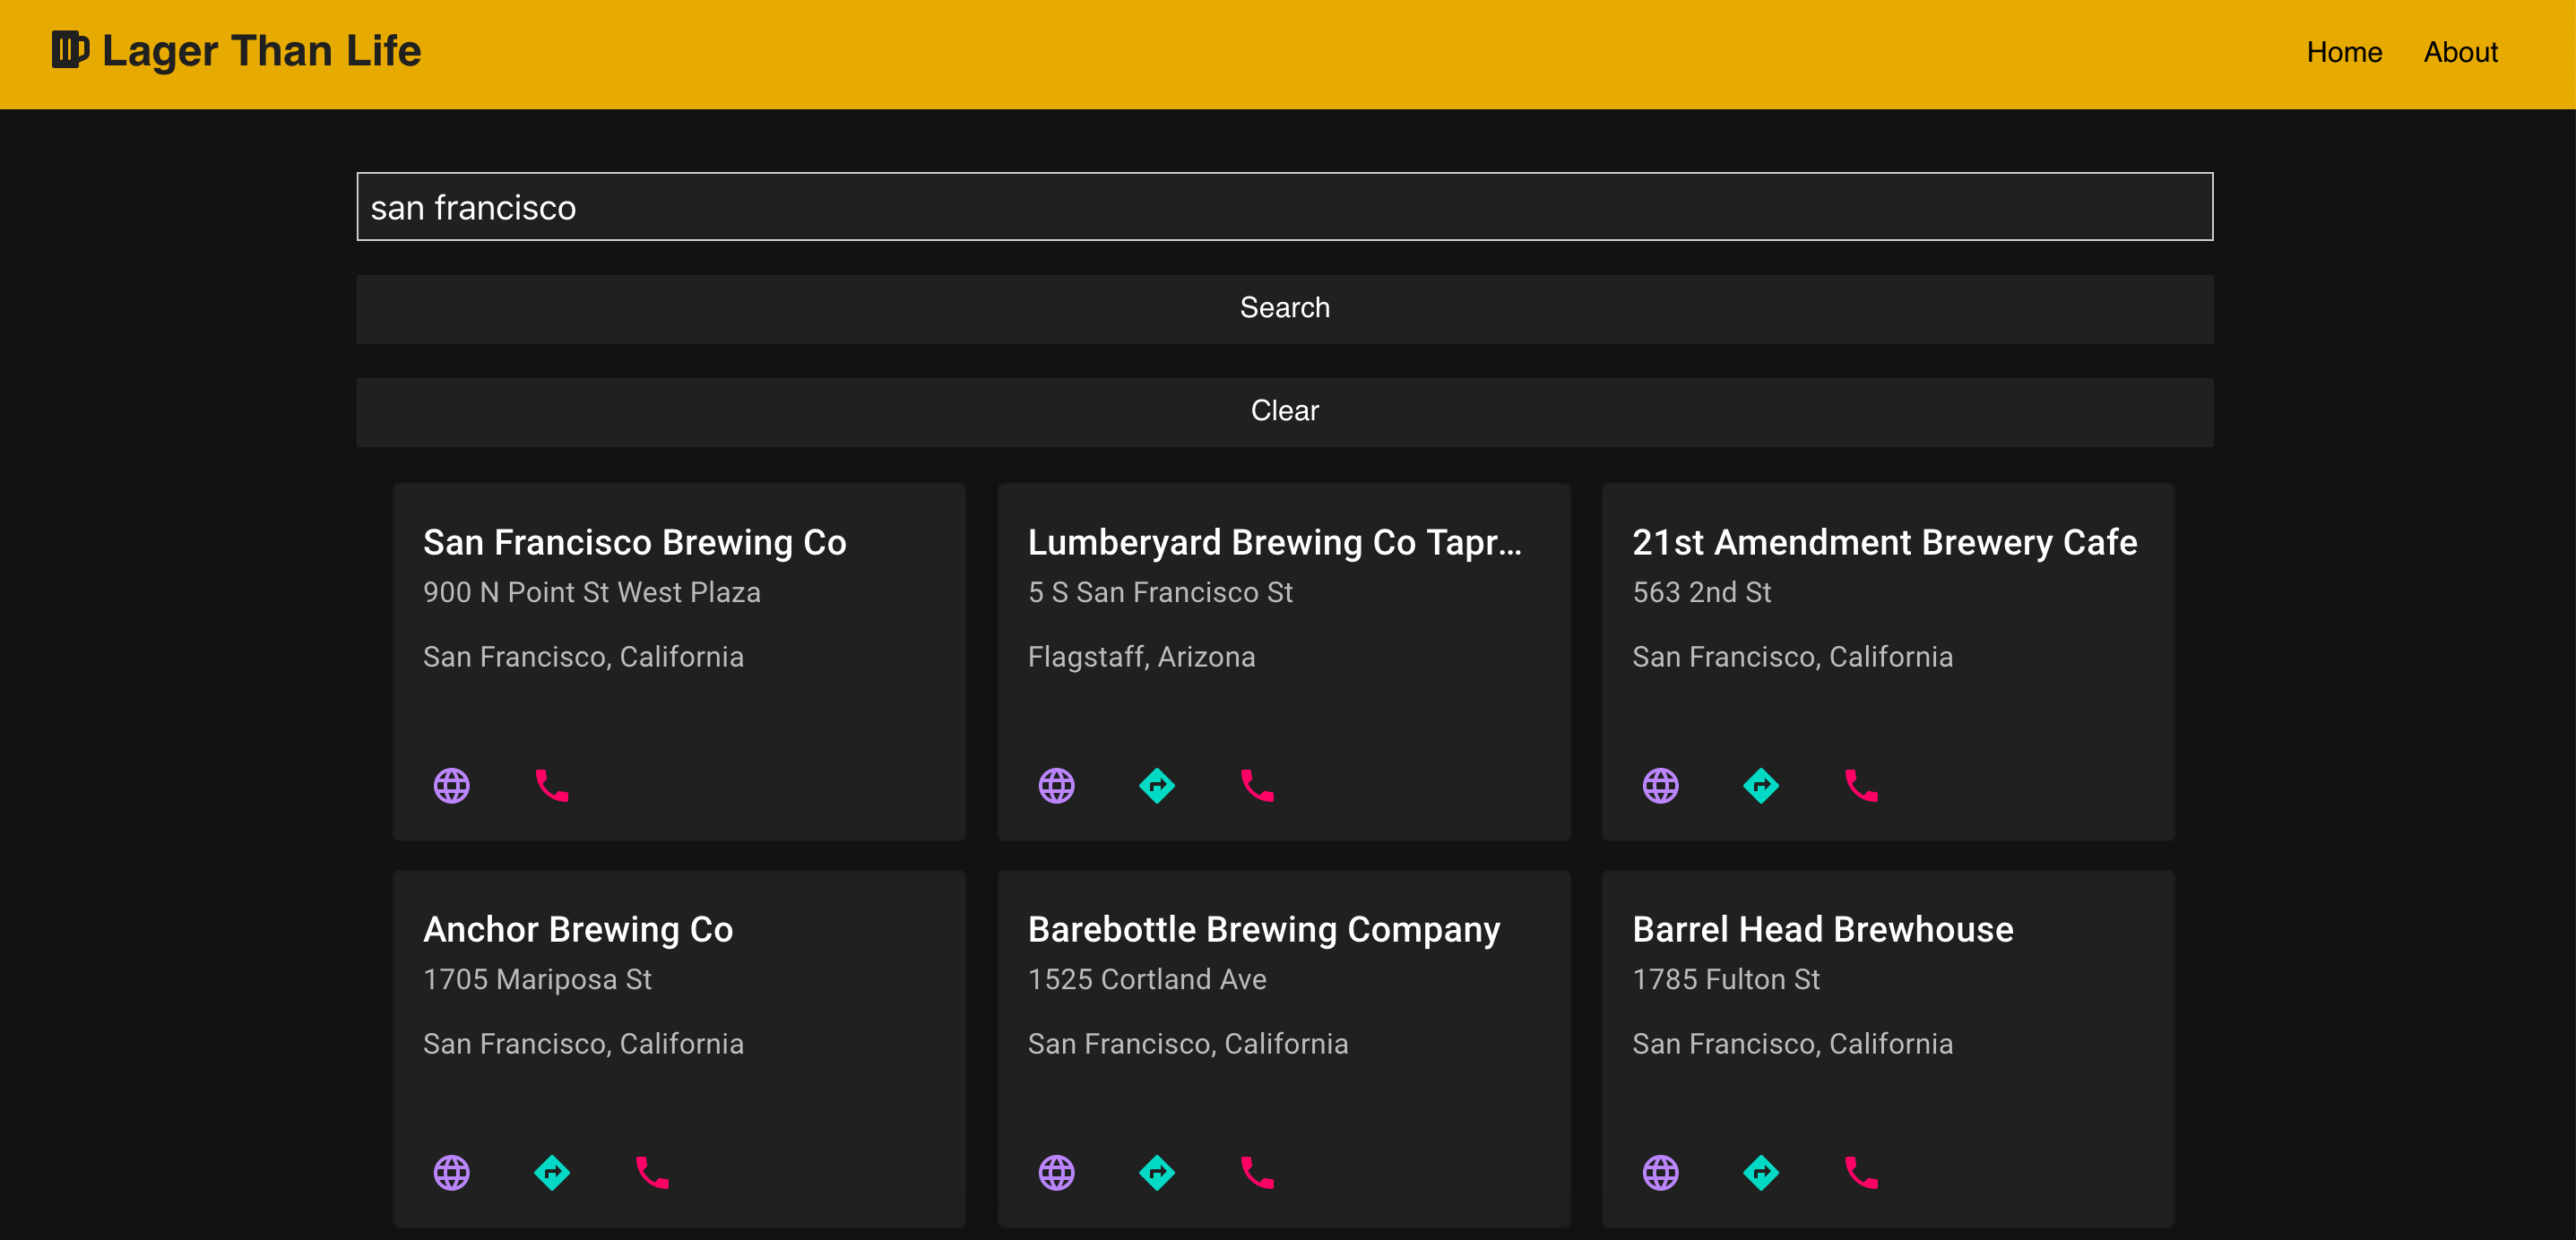 Lager Than Life
Home
About
san francisco
Search
Clear
San Francisco Brewing Co
900 N Point St West Plaza
San Francisco, California
Lumberyard Brewing Co Tapr...
5 S San Francisco St
Flagstaff, Arizona
21st Amendment Brewery Cafe
563 2nd St
San Francisco, California
Anchor Brewing Co
1705 Mariposa St
San Francisco, California
Barebottle Brewing Company
1525 Cortland Ave
San Francisco, California
Barrel Head Brewhouse
1785 Fulton St
San Francisco, California